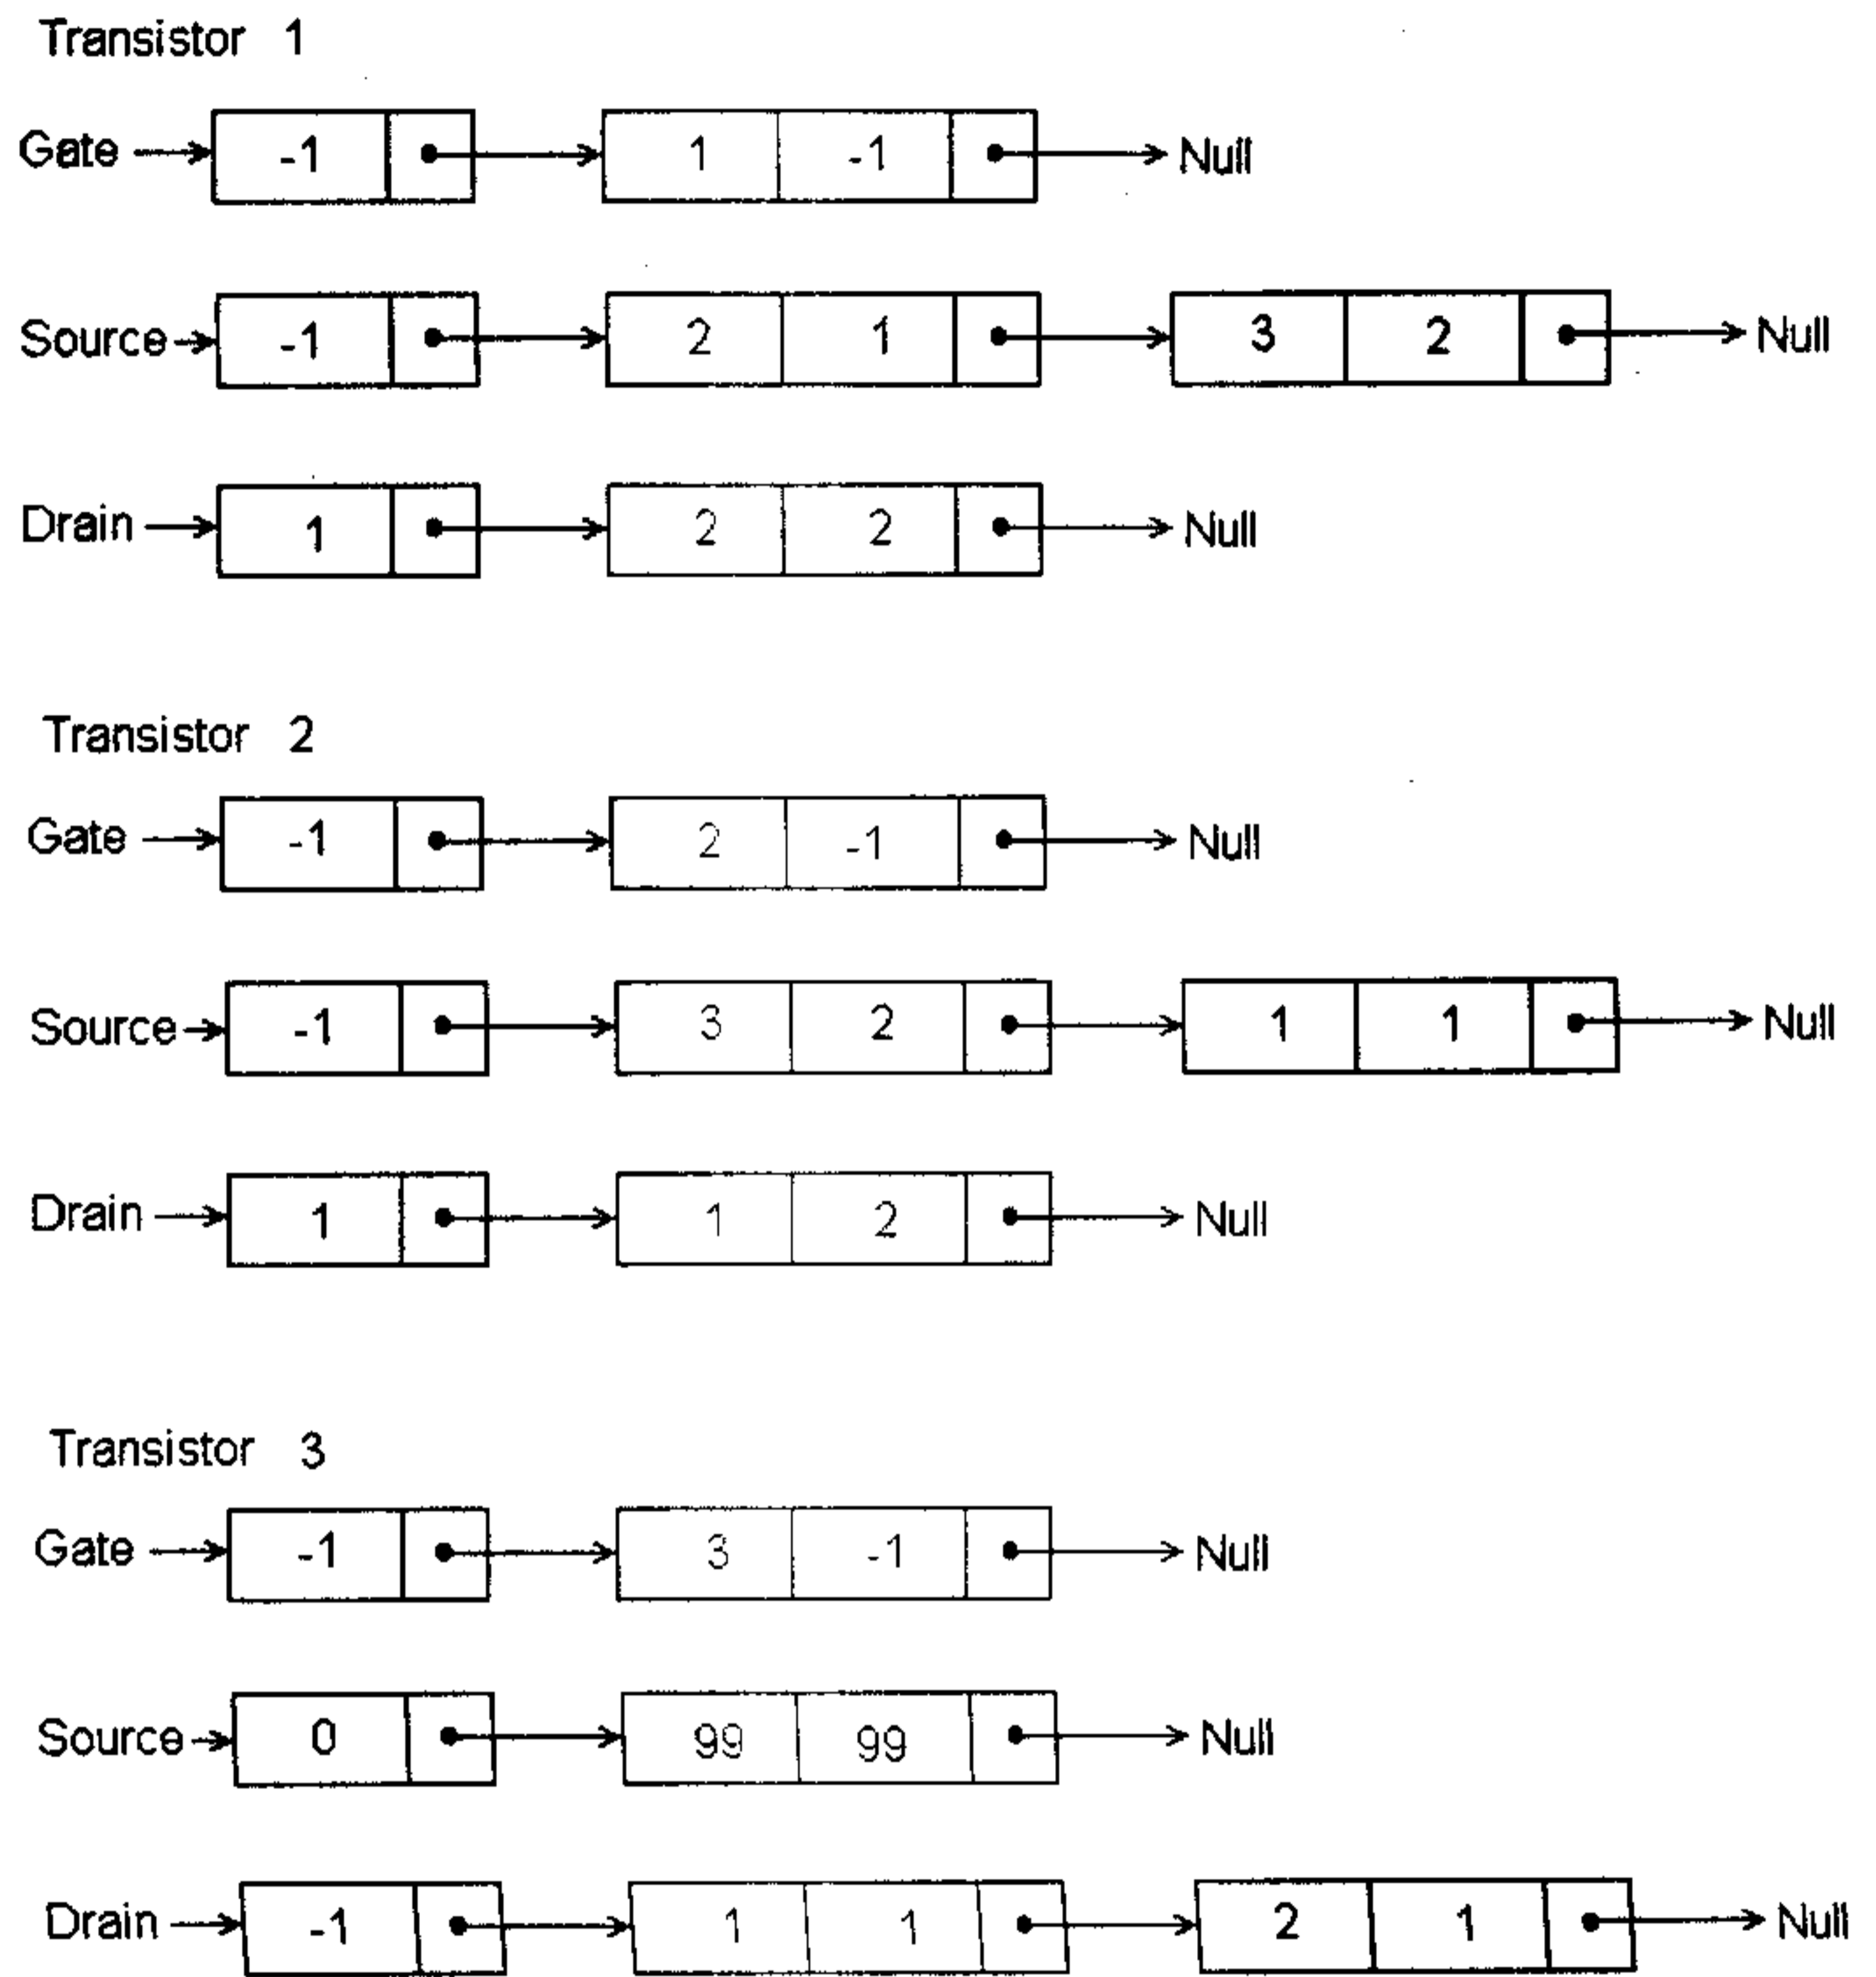 Transistor 1
Gate -1 1 -1 Null
Source -1 2 1 3 2 Null
Drain 1 2 2 Null
Transistor 2
Gate -1 2 -1 Null
Source -1 3 2 1 1 Null
Drain 1 1 2 Null
Transistor 3
Gate -1 3 -1 Null
Source 0 99 99 Null
Drain -1 1 1 2 1 Null